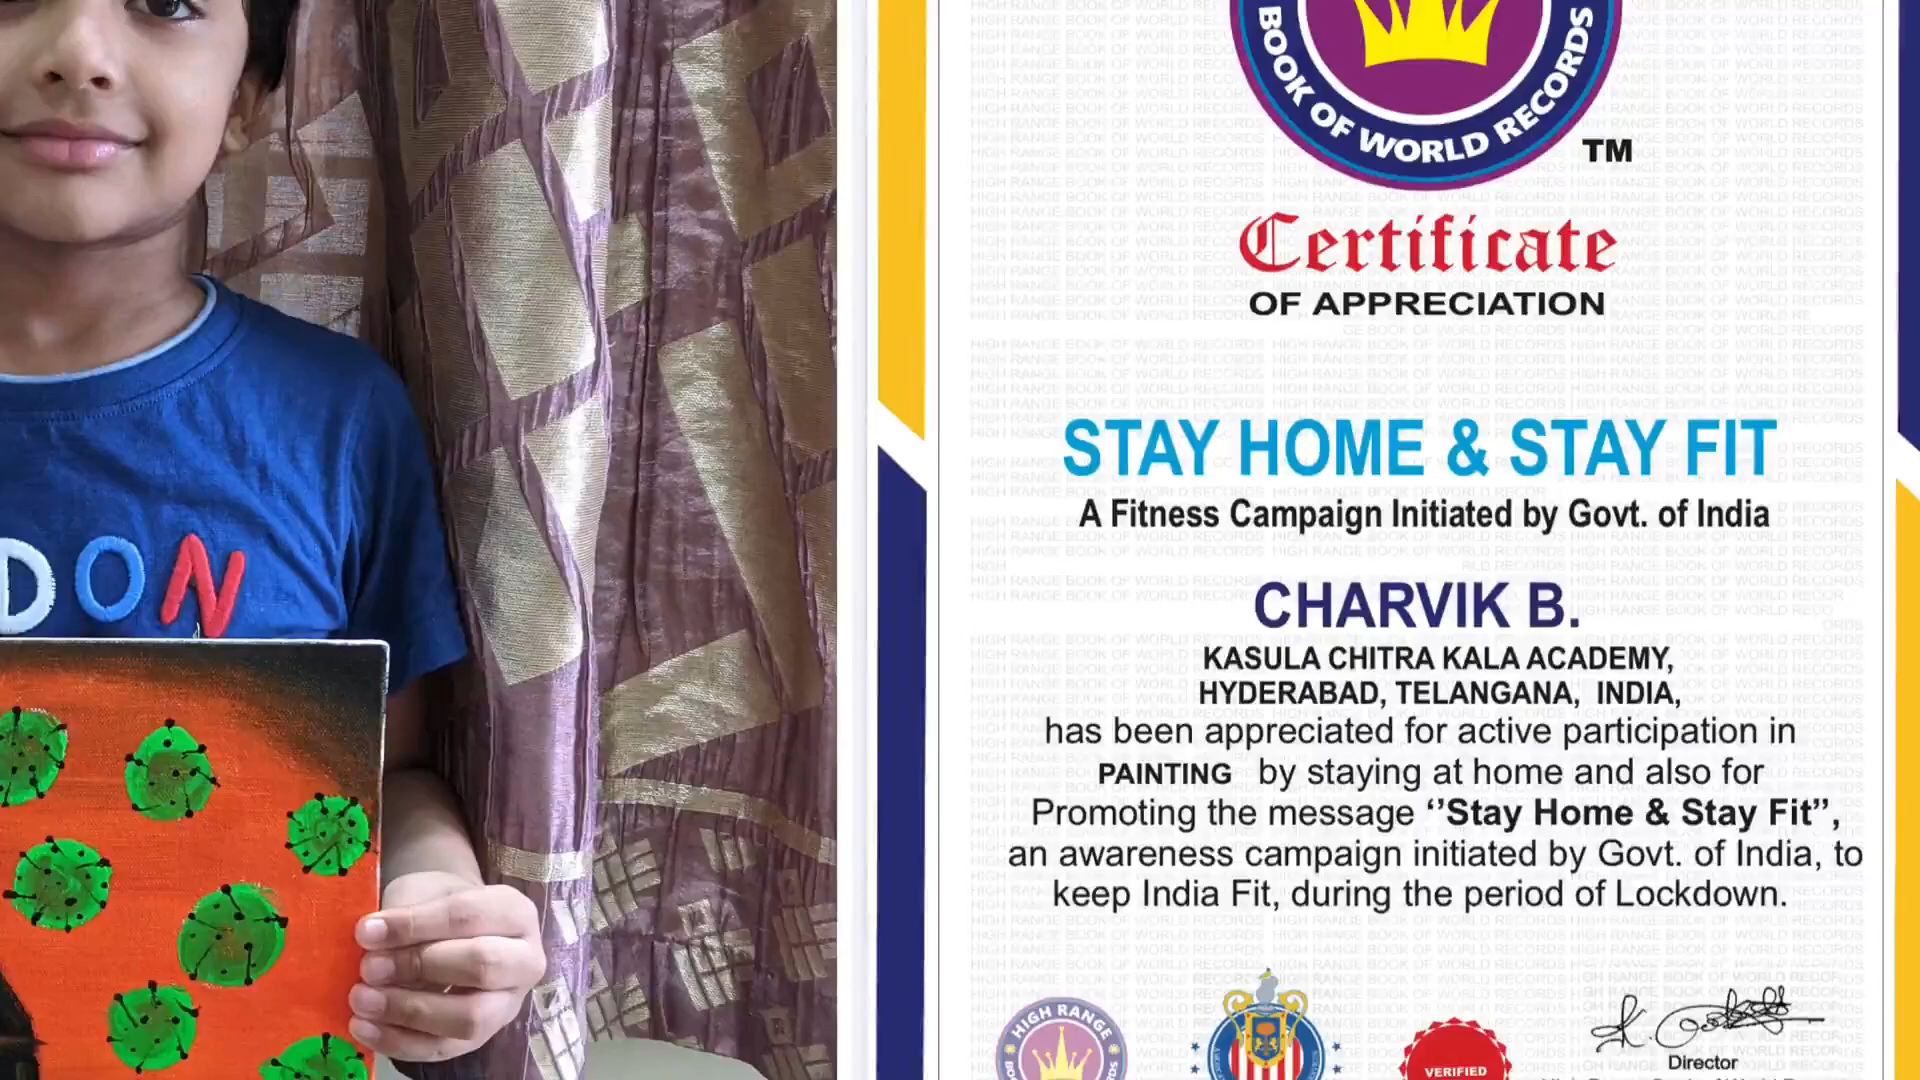 BOOK OF WORLD RECORDS
TM
Certificate
OF APPRECIATION
STAY HOME & STAY FIT
A Fitness Campaign Initiated by Govt. of India
CHARVIK B.
KASULA CHITRA KALA ACADEMY,
HYDERABAD, TELANGANA, INDIA,
has been appreciated for active participation in
PAINTING by staying at home and also for
Promoting the message ‘’Stay Home & Stay Fit’’,
an awareness campaign initiated by Govt. of India, to
keep India Fit, during the period of Lockdown.
DON
HIGH RANGE
VERIFIED
Director